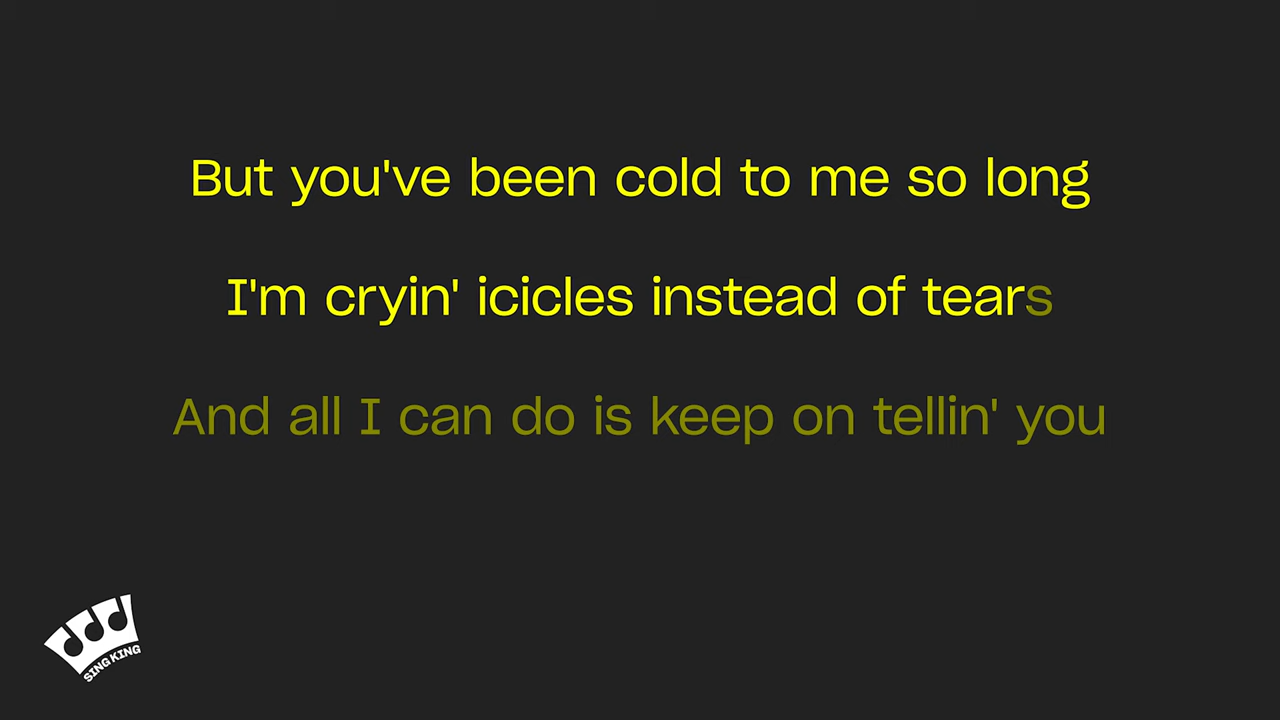 But you've been cold to me so long
I'm cryin' icicles instead of tears
And all I can do is keep on tellin' you
SING KING